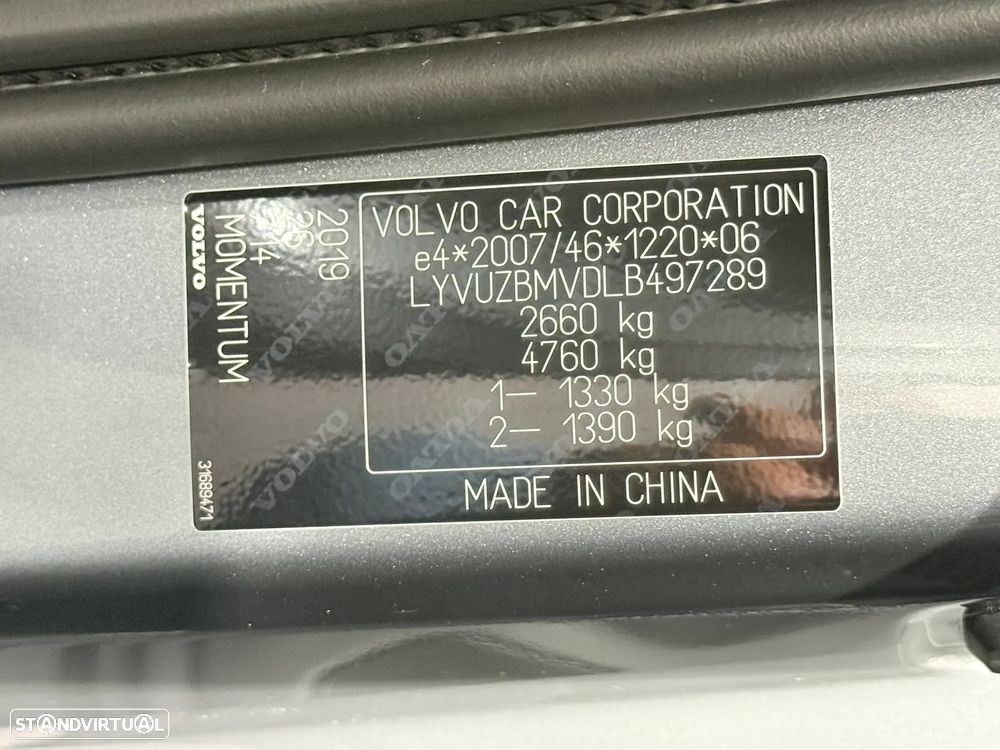 VOLVO CAR CORPORATION
e4*2007/46*1220*06
LYVUZBMVDLB497289
2660 kg
4760 kg
1– 1330 kg
2– 1390 kg
MADE IN CHINA
2019
26
714
MOMENTUM
VOLVO
31689471
STANDVIRTUAL